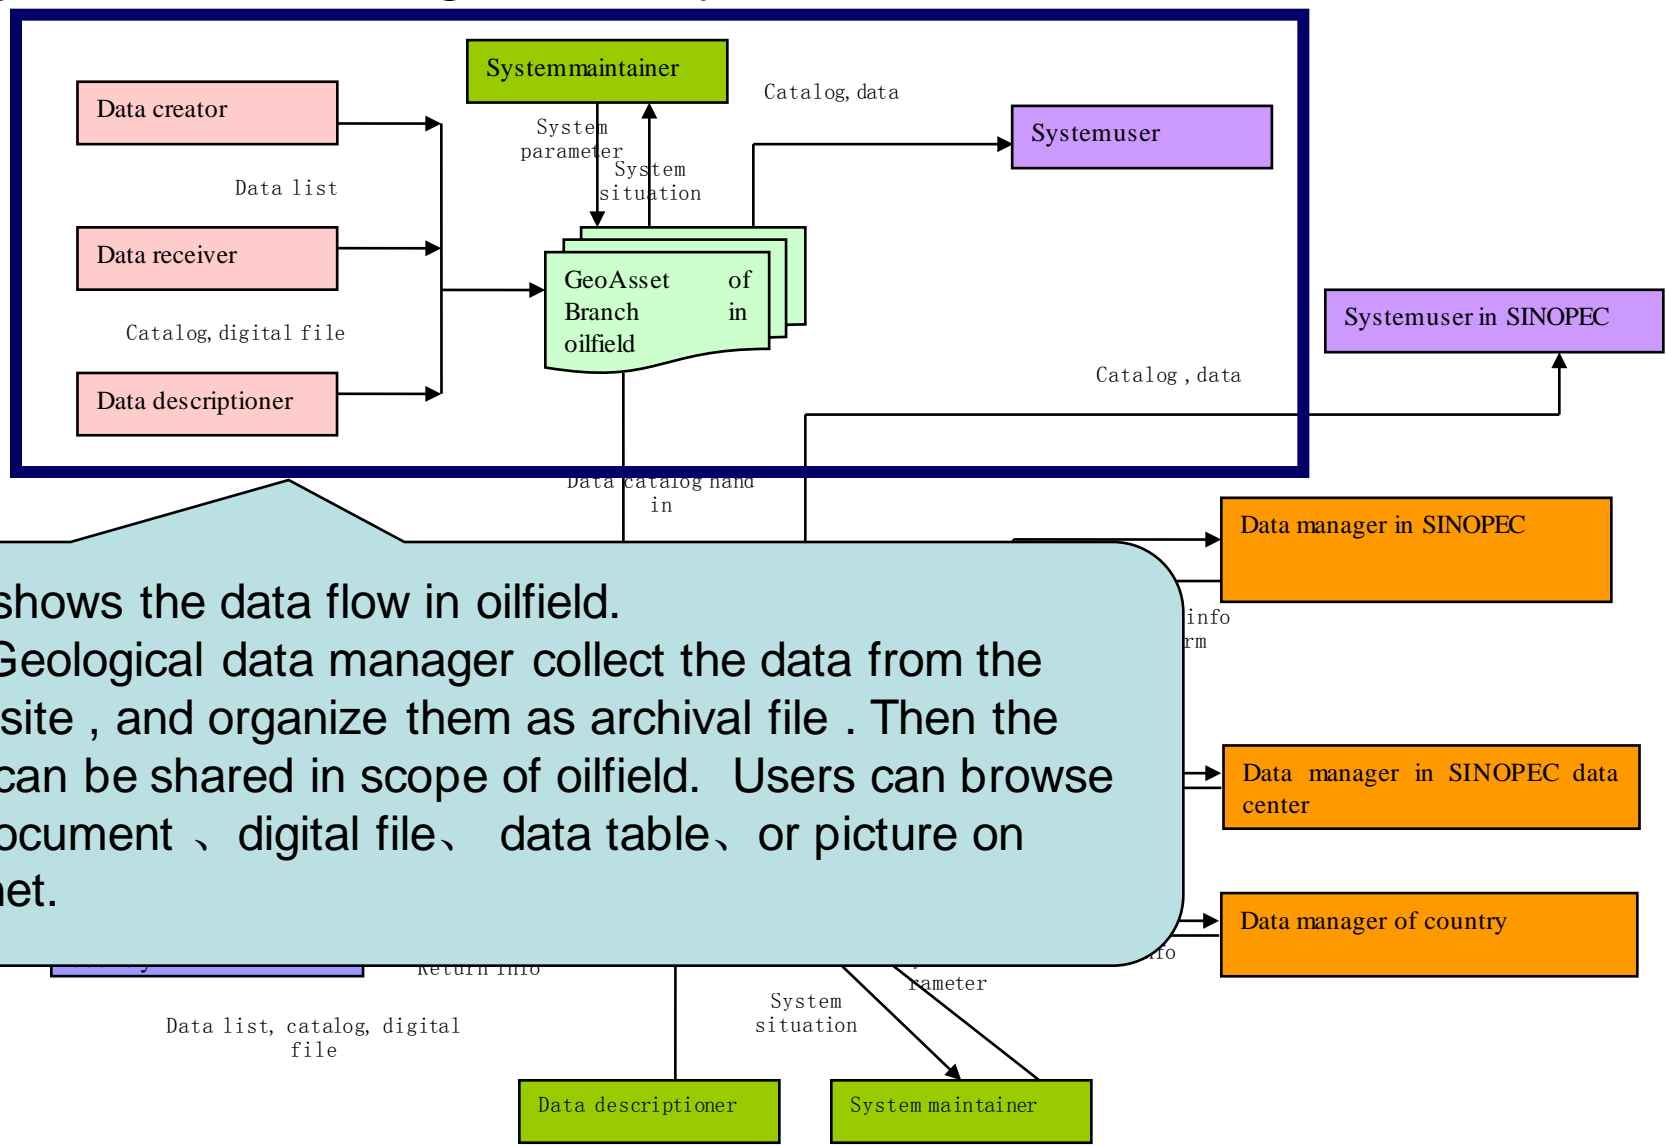 Systemmaintainer
Catalog,data
Data creator
System
parameter
Systemuser
System
situation
Data list
Data receiver
GeoAsset of
Branch in
oilfield
Catalog,digital file
Systemuser in SINOPEC
Catalog ,data
Data descriptioner
Data catalog hand
in
Data manager in SINOPEC
shows the data flow in oilfield.
info
Geological data manager collect the data from the
site , and organize them as archival file . Then the
can be shared in scope of oilfield. Users can browse
Data manager in SINOPEC data
center
ocument 、digital file、 data table、or picture on
net.
Data manager of country
Return info
rameter
System
situation
Data list, catalog, digital
file
Data descriptioner
System maintainer